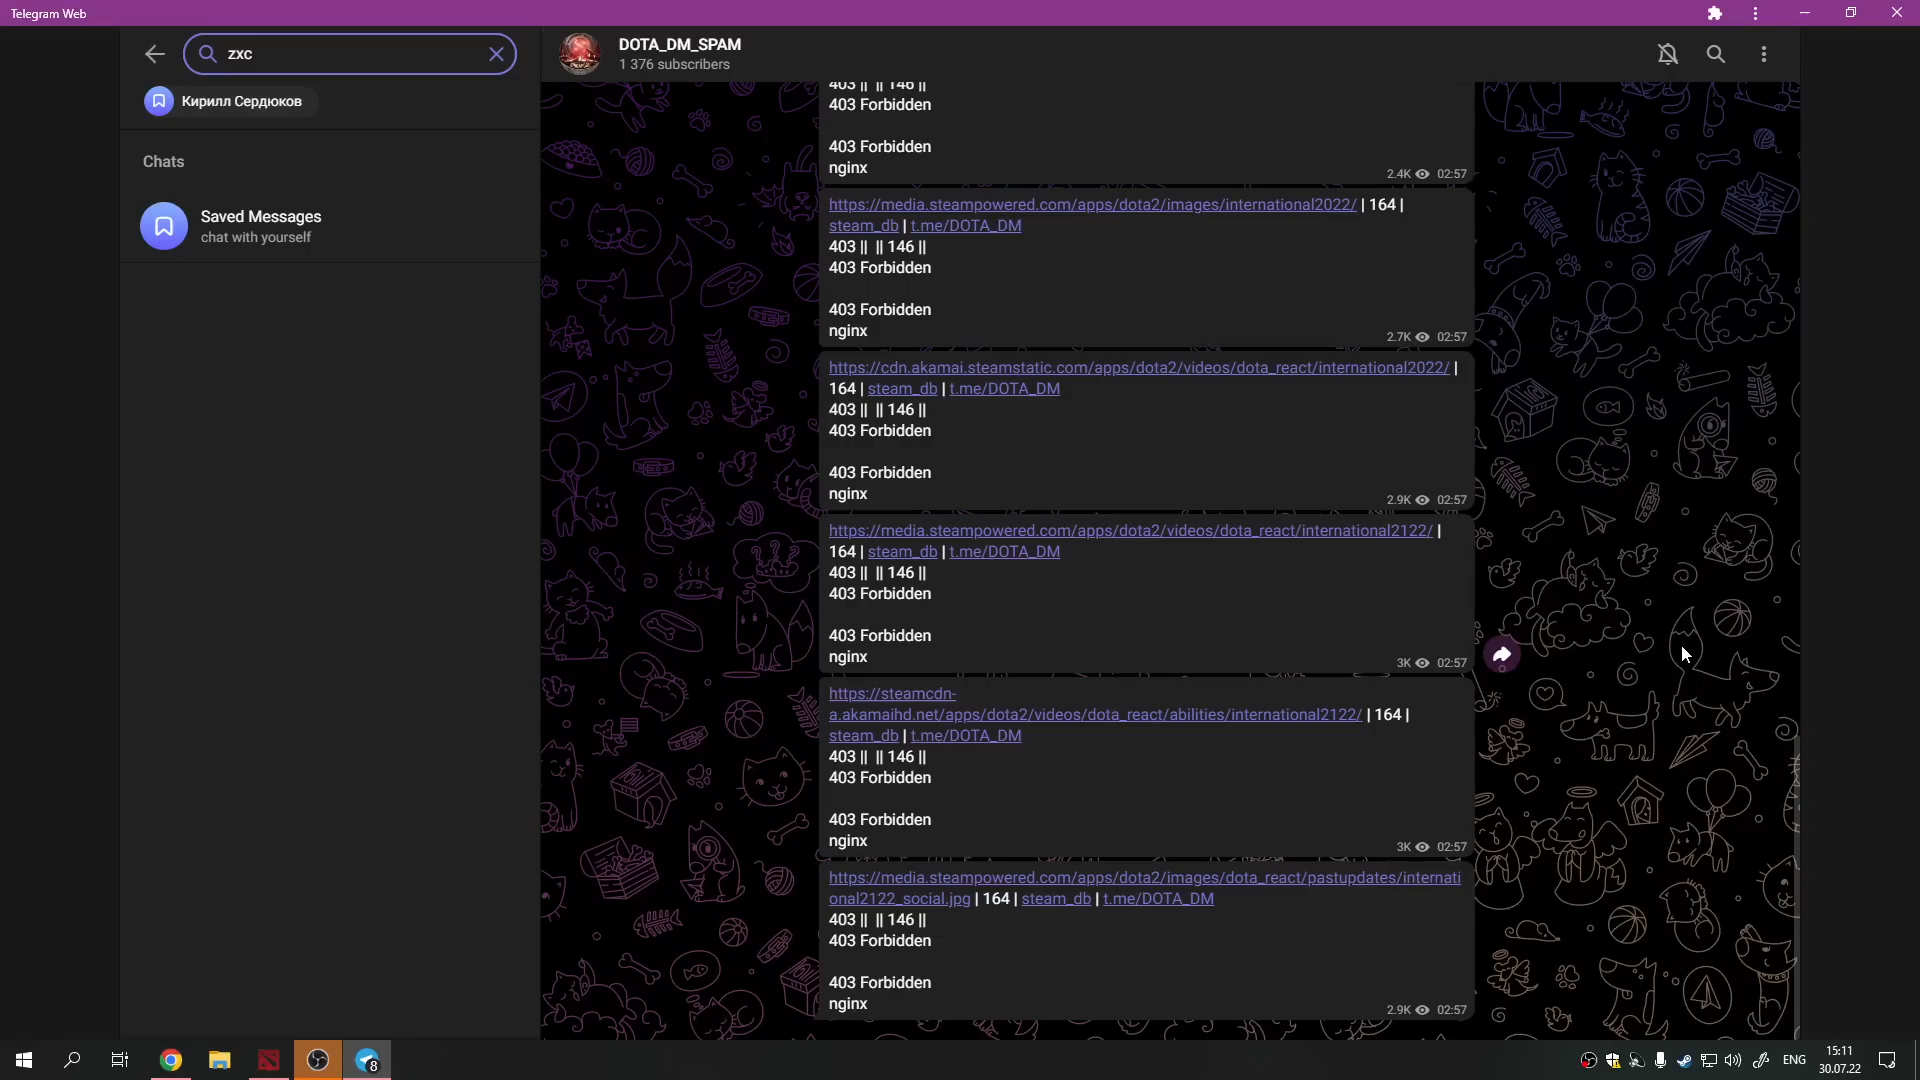 Telegram Web
zxc
Кирилл Сердюков
Chats
Saved Messages
chat with yourself
DOTA_DM_SPAM
1 376 subscribers
403 || || 146 ||
403 Forbidden
403 Forbidden
nginx
2.4K 02:57
https://media.steampowered.com/apps/dota2/images/international2022/ | 164 |
steam_db | t.me/DOTA_DM
403 || || 146 ||
403 Forbidden
403 Forbidden
nginx
2.7K 02:57
https://cdn.akamai.steamstatic.com/apps/dota2/videos/dota_react/international2022/ |
164 | steam_db | t.me/DOTA_DM
403 || || 146 ||
403 Forbidden
403 Forbidden
nginx
2.9K 02:57
https://media.steampowered.com/apps/dota2/videos/dota_react/international2122/ |
164 | steam_db | t.me/DOTA_DM
403 || || 146 ||
403 Forbidden
403 Forbidden
nginx
3K 02:57
https://steamcdn-
a.akamaihd.net/apps/dota2/videos/dota_react/abilities/international2122/ | 164 |
steam_db | t.me/DOTA_DM
403 || || 146 ||
403 Forbidden
403 Forbidden
nginx
3K 02:57
https://media.steampowered.com/apps/dota2/images/dota_react/pastupdates/internati
onal2122_social.jpg | 164 | steam_db | t.me/DOTA_DM
403 || || 146 ||
403 Forbidden
403 Forbidden
nginx
2.9K 02:57
8
ENG
15:11
30.07.22